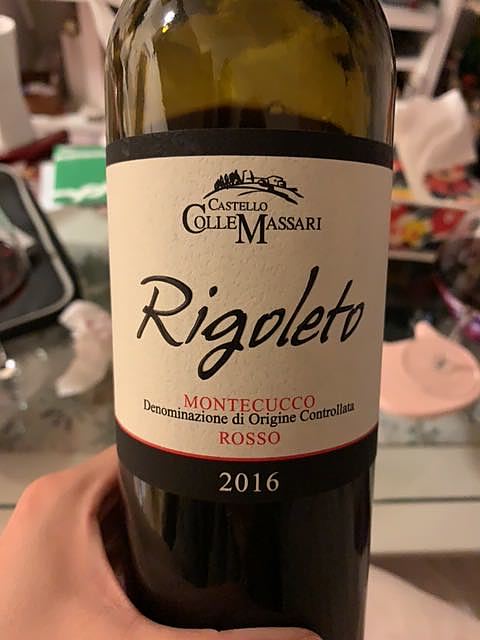 CASTELLO
COLLEMASSARI
Rigoleto
MONTECUCCO
Denominazione di Origine Controllata
ROSSO
2016